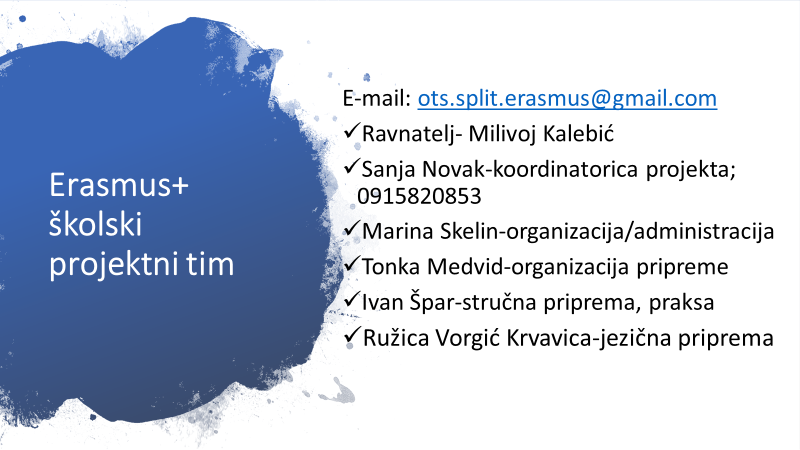 Erasmus+
školski
projektni tim
E-mail: ots.split.erasmus@gmail.com
✓Ravnatelj- Milivoj Kalebić
✓Sanja Novak-koordinatorica projekta;
0915820853
✓Marina Skelin-organizacija/administracija
✓Tonka Medvid-organizacija pripreme
✓Ivan Špar-stručna priprema, praksa
✓Ružica Vorgić Krvavica-jezična priprema